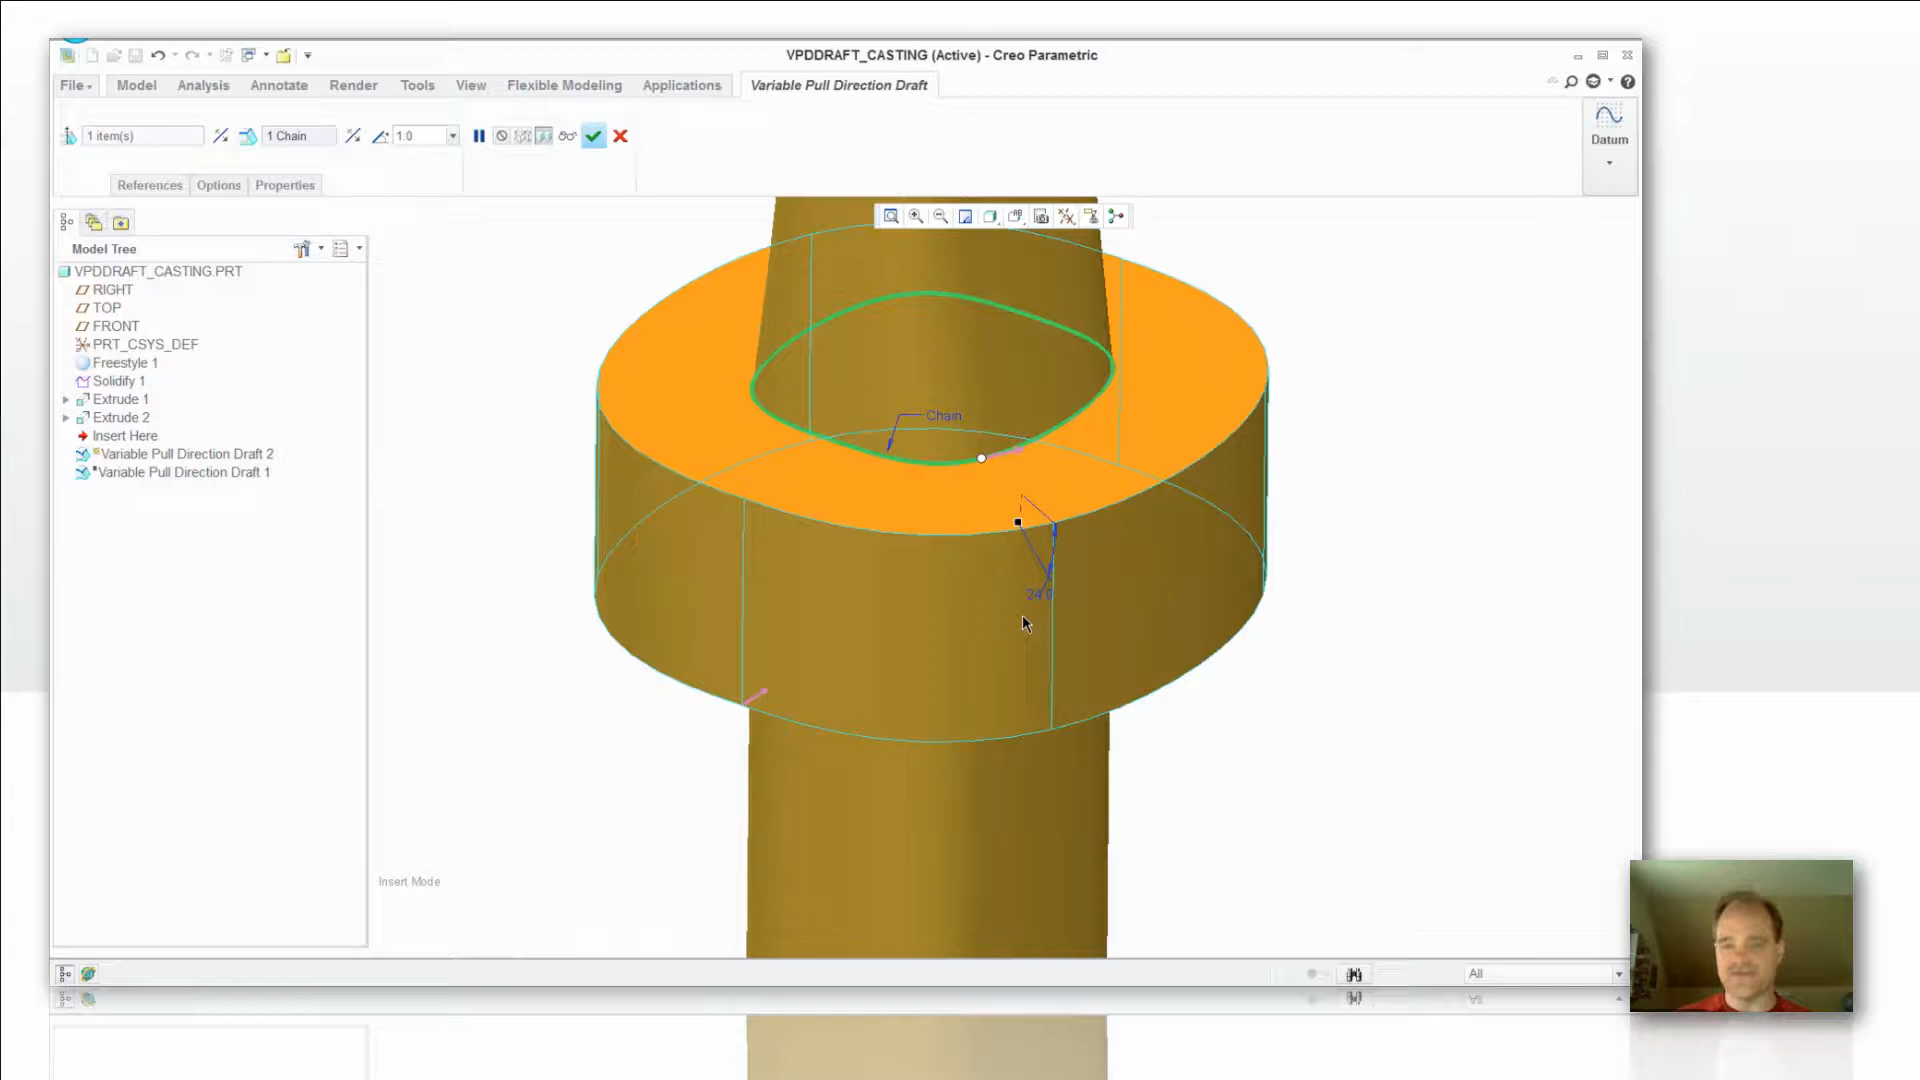 VPDDRAFT_CASTING (Active) - Creo Parametric
File Model Analysis Annotate Render Tools View Flexible Modeling Applications Variable Pull Direction Draft
1 item(s) 1 Chain 1.0
Datum
References Options Properties
Model Tree
VPDDRAFT_CASTING.PRT
RIGHT
TOP
FRONT
PRT_CSYS_DEF
Freestyle 1
Solidify 1
Extrude 1
Extrude 2
Insert Here
Variable Pull Direction Draft 2
Variable Pull Direction Draft 1
Chain
24.0
Insert Mode
All